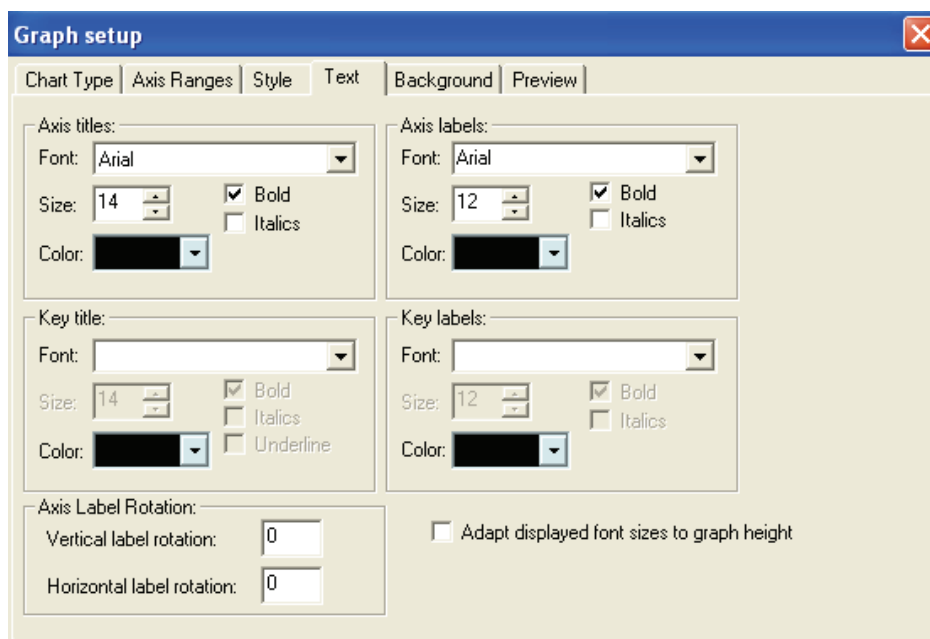 Graph setup
Chart Type Axis Ranges Style Text Background Preview
Axis titles:
Font: Arial
Size: 14 Bold
Italics
Color:
Axis labels:
Font: Arial
Size: 12 Bold
Italics
Color:
Key title:
Font:
Size: 14 Bold
Italics
Underline
Color:
Key labels:
Font:
Size: 12 Bold
Italics
Color:
Axis Label Rotation:
Vertical label rotation: 0
Horizontal label rotation: 0
Adapt displayed font sizes to graph height